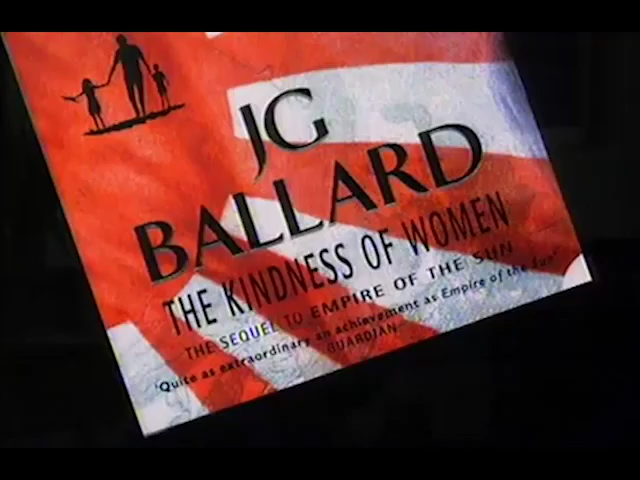 JG
BALLARD
THE KINDNESS OF WOMEN
THE SEQUEL TO EMPIRE OF THE SUN
'Quite as extraordinary an achievement as Empire of the Sun'
GUARDIAN